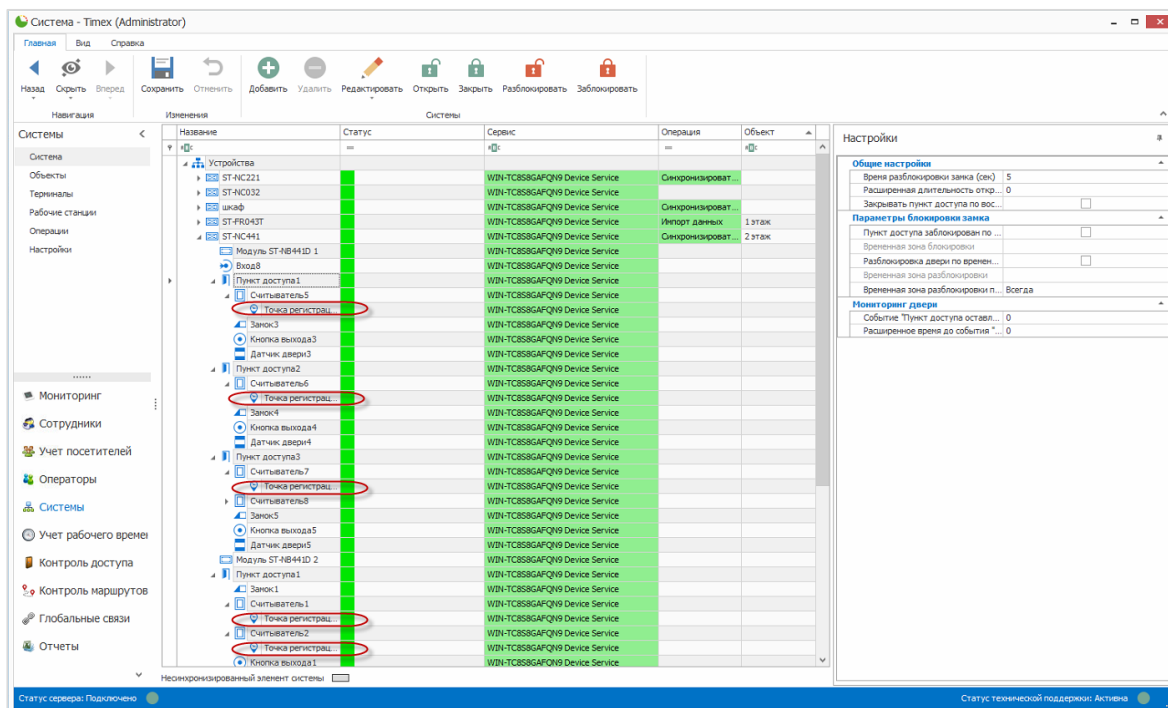 Система - Timex (Administrator)
Главная Вид Справка
Назад Скрыть Вперед Сохранить Отменить Добавить Удалить Редактировать Открыть Закрыть Разблокировать Заблокировать
Навигация Изменения Системы
Системы
Система
Объекты
Терминалы
Рабочие станции
Операции
Настройки
Мониторинг
Сотрудники
Учет посетителей
Операторы
Системы
Учет рабочего времен
Контроль доступа
Контроль маршрутов
Глобальные связи
Отчеты
Название Статус Сервис Операция Объект
Устройства
ST-NC221 WIN-TC8S8GAFQN9 Device Service Синхронизироват...
ST-NC032 WIN-TC8S8GAFQN9 Device Service
шкаф WIN-TC8S8GAFQN9 Device Service Синхронизироват...
ST-FR043T WIN-TC8S8GAFQN9 Device Service Импорт данных 1 этаж
ST-NC441 WIN-TC8S8GAFQN9 Device Service Синхронизироват... 2 этаж
Модуль ST-NB441D 1 WIN-TC8S8GAFQN9 Device Service
Вход8 WIN-TC8S8GAFQN9 Device Service
Пункт доступа1 WIN-TC8S8GAFQN9 Device Service
Считыватель5 WIN-TC8S8GAFQN9 Device Service
Точка регистрац... WIN-TC8S8GAFQN9 Device Service
Замок3 WIN-TC8S8GAFQN9 Device Service
Кнопка выхода3 WIN-TC8S8GAFQN9 Device Service
Датчик двери3 WIN-TC8S8GAFQN9 Device Service
Пункт доступа2 WIN-TC8S8GAFQN9 Device Service
Считыватель6 WIN-TC8S8GAFQN9 Device Service
Точка регистрац... WIN-TC8S8GAFQN9 Device Service
Замок4 WIN-TC8S8GAFQN9 Device Service
Кнопка выхода4 WIN-TC8S8GAFQN9 Device Service
Датчик двери4 WIN-TC8S8GAFQN9 Device Service
Пункт доступа3 WIN-TC8S8GAFQN9 Device Service
Считыватель7 WIN-TC8S8GAFQN9 Device Service
Точка регистрац... WIN-TC8S8GAFQN9 Device Service
Считыватель8 WIN-TC8S8GAFQN9 Device Service
Замок5 WIN-TC8S8GAFQN9 Device Service
Кнопка выхода5 WIN-TC8S8GAFQN9 Device Service
Датчик двери5 WIN-TC8S8GAFQN9 Device Service
Модуль ST-NB441D 2 WIN-TC8S8GAFQN9 Device Service
Пункт доступа1 WIN-TC8S8GAFQN9 Device Service
Замок1 WIN-TC8S8GAFQN9 Device Service
Считыватель1 WIN-TC8S8GAFQN9 Device Service
Точка регистрац... WIN-TC8S8GAFQN9 Device Service
Считыватель2 WIN-TC8S8GAFQN9 Device Service
Точка регистрац... WIN-TC8S8GAFQN9 Device Service
Кнопка выхода1 WIN-TC8S8GAFQN9 Device Service
Несинхронизированный элемент системы
Настройки
Общие настройки
Время разблокировки замка (сек) 5
Расширенная длительность откр... 0
Закрывать пункт доступа по вос...
Параметры блокировки замка
Пункт доступа заблокирован по ...
Временная зона блокировки
Разблокировка двери по времен...
Временная зона разблокировки
Временная зона разблокировки п... Всегда
Мониторинг двери
Событие "Пункт доступа оставл... 0
Расширенное время до события "... 0
Статус сервера: Подключено Статус технической поддержки: Активна